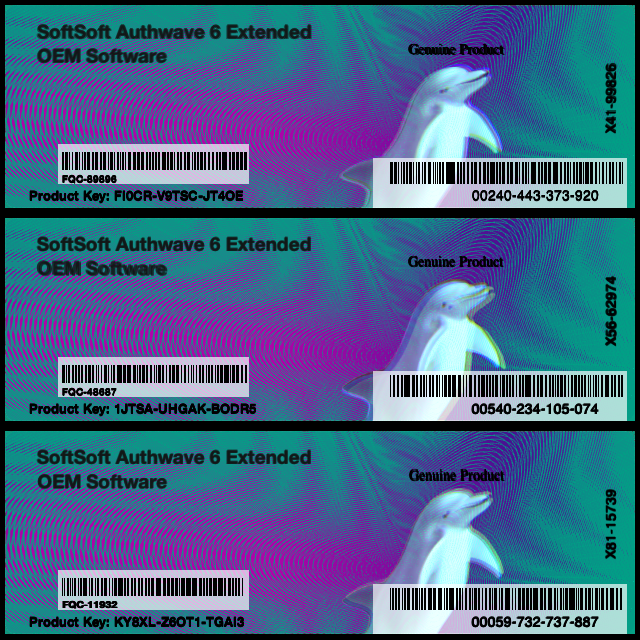 SoftSoft Authwave 6 Extended
OEM Software
Genuine Product
X41-99826
FQC-89896
Product Key: FI0CR-V9TSC-JT4OE
00240-443-373-920
SoftSoft Authwave 6 Extended
OEM Software
Genuine Product
X56-62974
FQC-48687
Product Key: 1JTSA-UHGAK-BODR5
00540-234-105-074
SoftSoft Authwave 6 Extended
OEM Software
Genuine Product
X81-15739
FQC-11932
Product Key: KY8XL-Z6OT1-TGAI3
00059-732-737-887